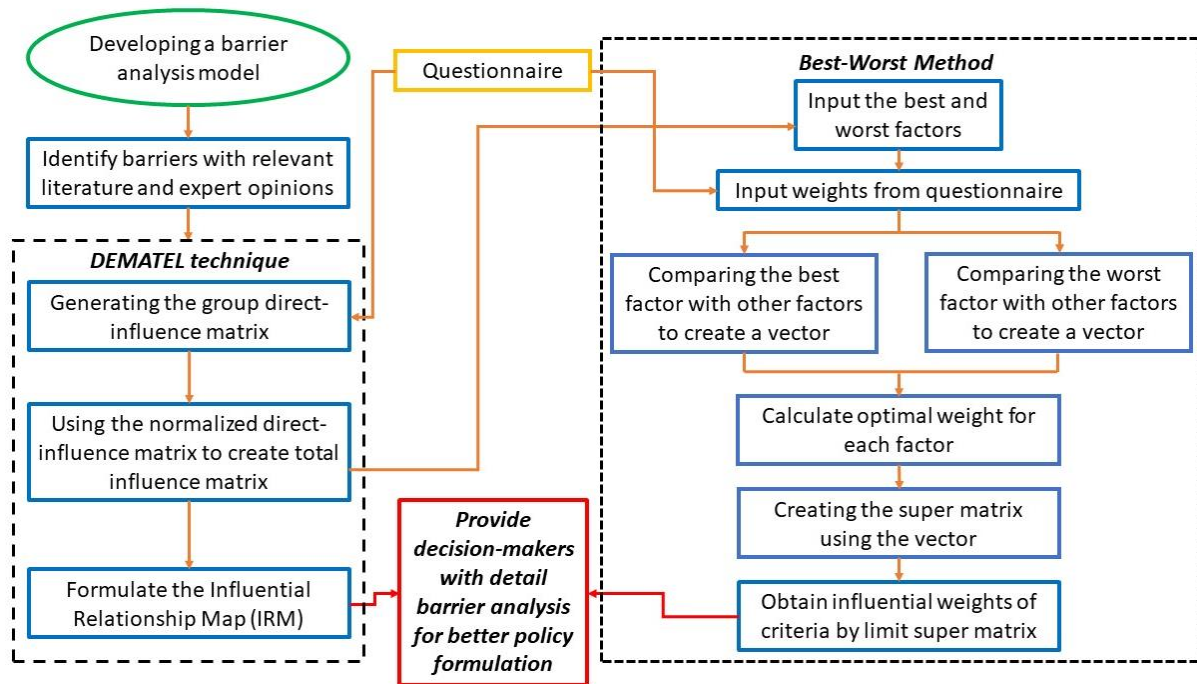 Developing a barrier
analysis model
Identify barriers with relevant
literature and expert opinions
DEMATEL technique
Generating the group direct-
influence matrix
Using the normalized direct-
influence matrix to create total
influence matrix
Formulate the Influential
Relationship Map (IRM)
Questionnaire
Provide
decision-makers
with detail
barrier analysis
for better policy
formulation
Best-Worst Method
Input the best and
worst factors
Input weights from questionnaire
Comparing the best
factor with other factors
to create a vector
Comparing the worst
factor with other factors
to create a vector
Calculate optimal weight for
each factor
Creating the super matrix
using the vector
Obtain influential weights of
criteria by limit super matrix